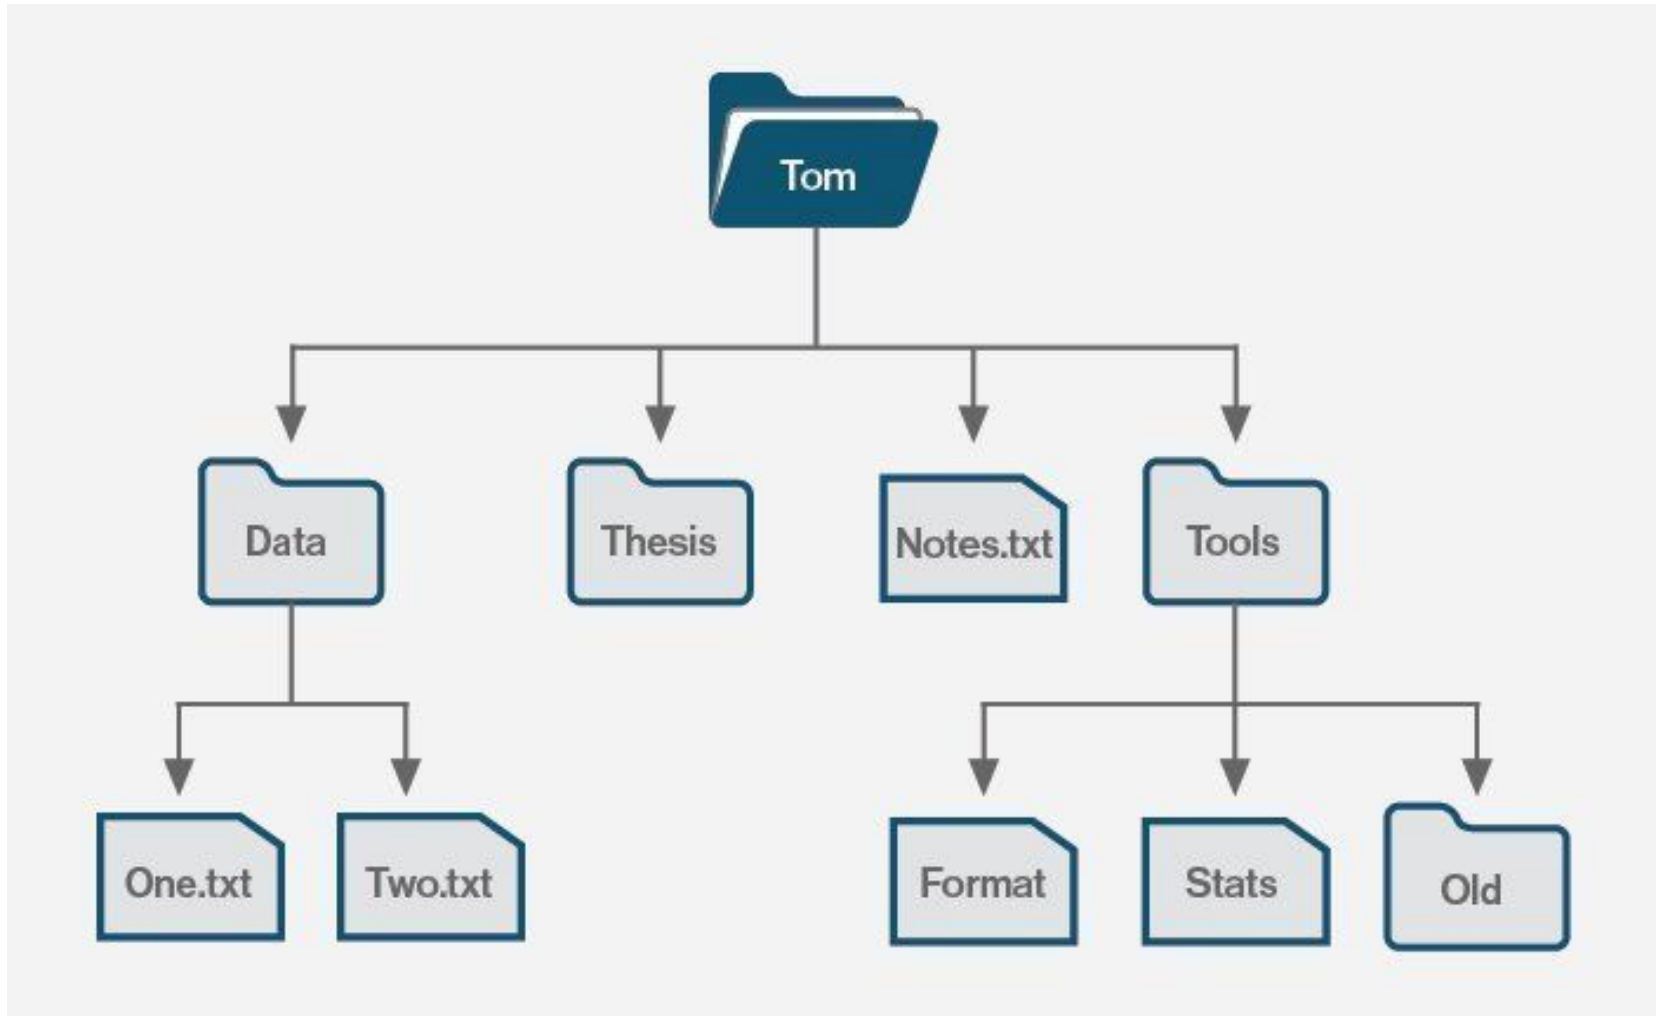 Tom
Data
Thesis
Notes.txt
Tools
One.txt
Two.txt
Format
Stats
Old